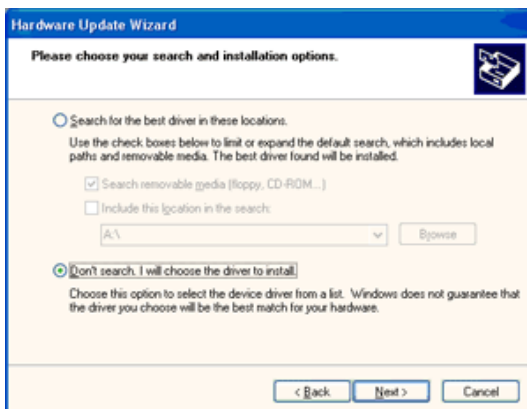 Hardware Update Wizard
Please choose your search and installation options.
Search for the best driver in these locations.
Use the check boxes below to limit or expand the default search, which includes local
paths and removable media. The best driver found will be installed.
Search removable media (floppy, CD-ROM...)
Include this location in the search:
A:\
Browse
Don't search. I will choose the driver to install.
Choose this option to select the device driver from a list. Windows does not guarantee that
the driver you choose will be the best match for your hardware.
< Back Next > Cancel